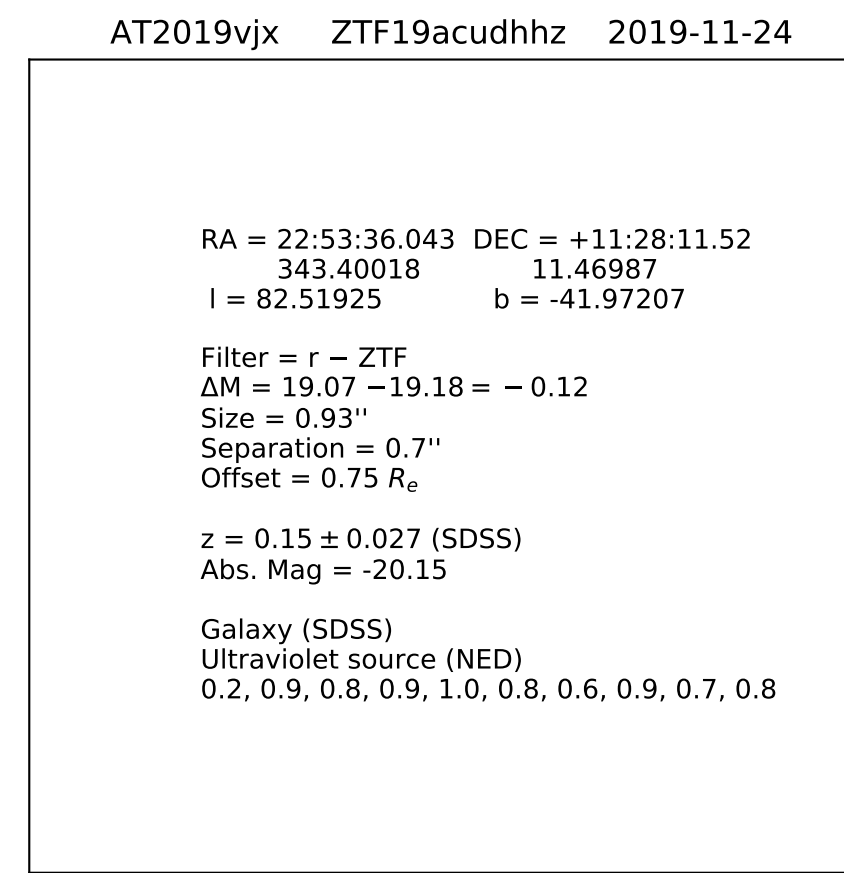 AT2019vjx ZTF19acudhhz 2019-11-24
RA = 22:53:36.043 DEC = +11:28:11.52
343.40018 11.46987
l = 82.51925 b = -41.97207
Filter = r − ZTF
ΔM = 19.07 −19.18 = − 0.12
Size = 0.93''
Separation = 0.7''
Offset = 0.75 Re
z = 0.15 ± 0.027 (SDSS)
Abs. Mag = -20.15
Galaxy (SDSS)
Ultraviolet source (NED)
0.2, 0.9, 0.8, 0.9, 1.0, 0.8, 0.6, 0.9, 0.7, 0.8